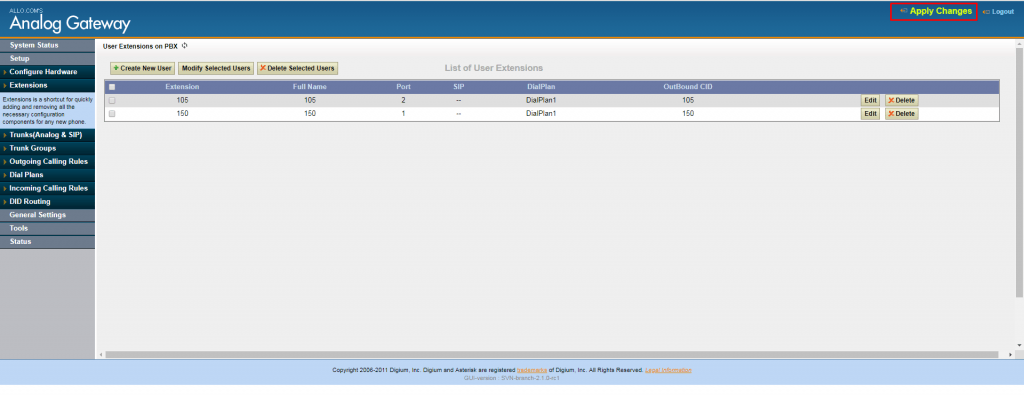 ALLO.COM'S
Analog Gateway
Apply Changes
Logout
System Status
Setup
Configure Hardware
Extensions
Extensions is a shortcut for quickly
adding and removing all the
necessary configuration
components for any new phone.
Trunks(Analog & SIP)
Trunk Groups
Outgoing Calling Rules
Dial Plans
Incoming Calling Rules
DID Routing
General Settings
Tools
Status
User Extensions on PBX
Create New User Modify Selected Users Delete Selected Users List of User Extensions
Extension Full Name Port SIP DialPlan OutBound CID
105 105 2 -- DialPlan1 105 Edit Delete
150 150 1 -- DialPlan1 150 Edit Delete
Copyright 2006-2011 Digium, Inc. Digium and Asterisk are registered trademarks of Digium, Inc. All Rights Reserved. Legal Information
GUI-version : SVN-branch-2.1.0-rc1